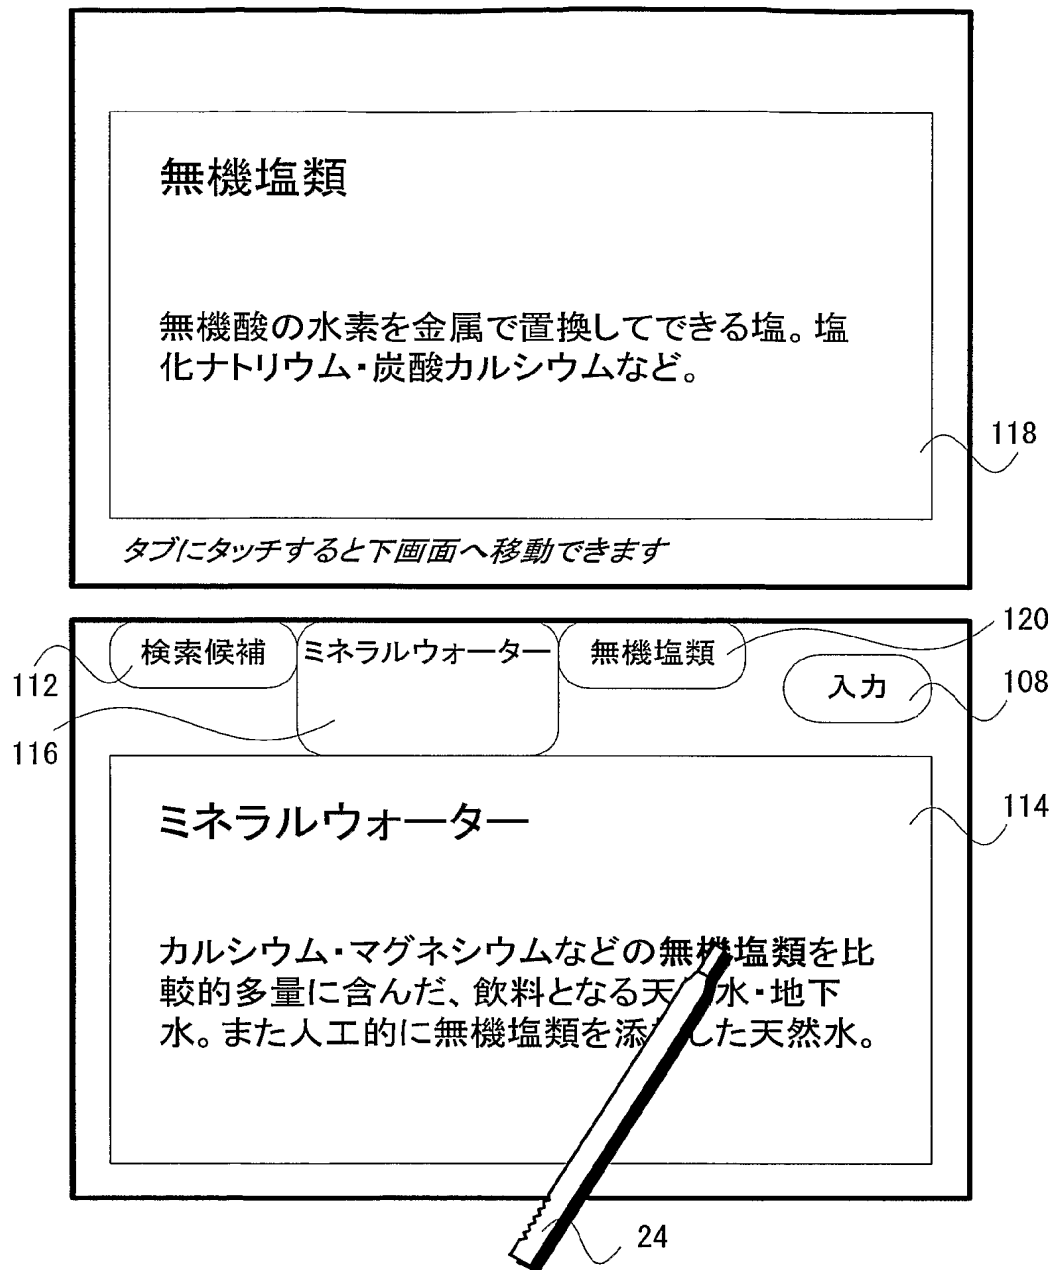 無機塩類
無機酸の水素を金属で置換してできる塩。塩
化ナトリウム・炭酸カルシウムなど。
118
タブにタッチすると下画面へ移動できます
120
検索候補
ミネラルウォーター
無機塩類
入力
112
108
116
ミネラルウォーター
114
カルシウム・マグネシウムなどの無機塩類を比
較的多量に含んだ、飲料となる天 水・地下
水。また人工的に無機塩類を添 した天然水。
24